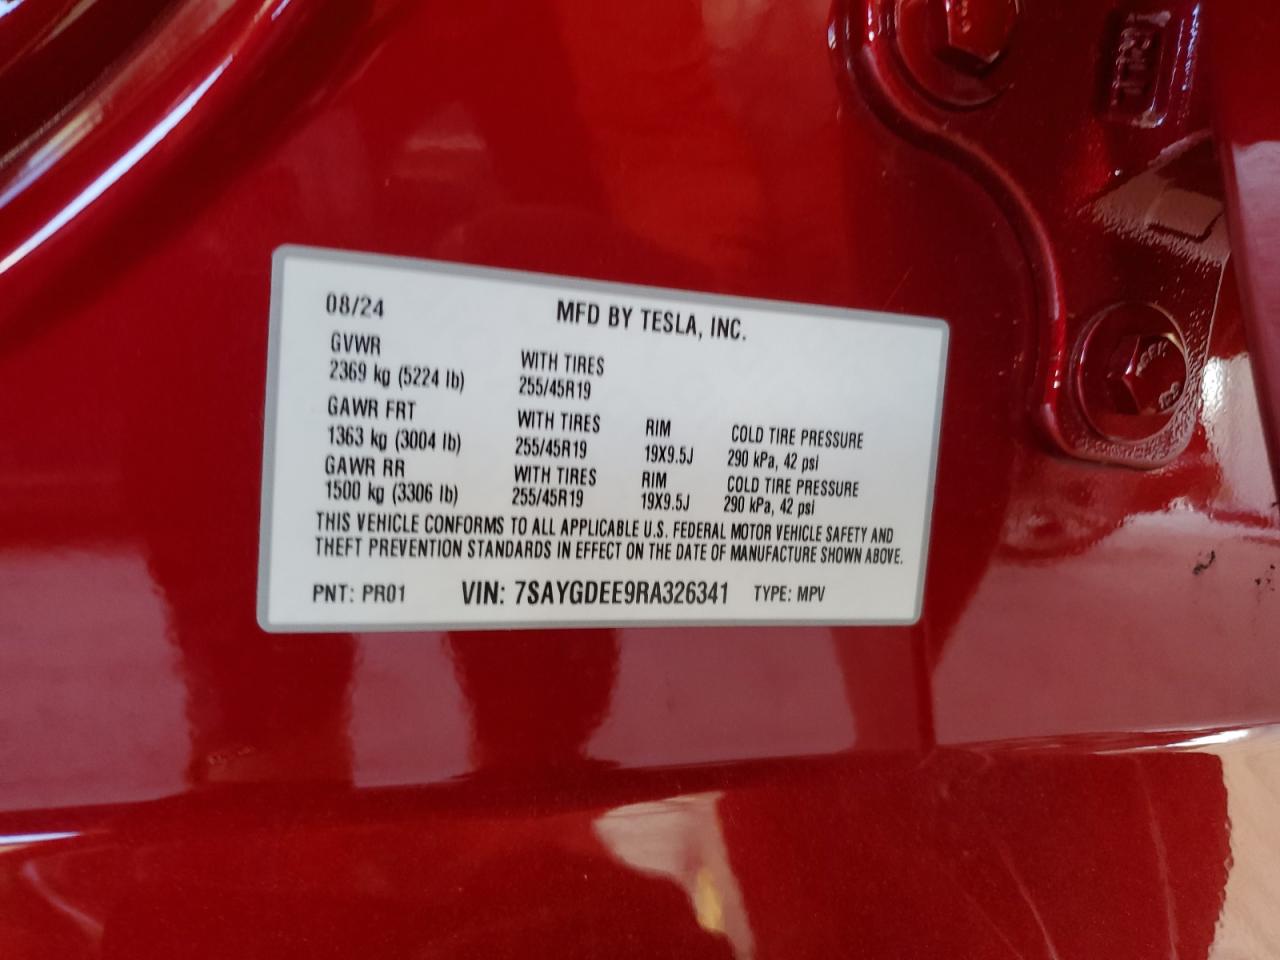 08/24 MFD BY TESLA, INC.
GVWR
2369 kg (5224 lb)
WITH TIRES
255/45R19
GAWR FRT
1363 kg (3004 lb)
WITH TIRES
255/45R19
RIM
19X9.5J
COLD TIRE PRESSURE
290 kPa, 42 psi
GAWR RR
1500 kg (3306 lb)
WITH TIRES
255/45R19
RIM
19X9.5J
COLD TIRE PRESSURE
290 kPa, 42 psi
THIS VEHICLE CONFORMS TO ALL APPLICABLE U.S. FEDERAL MOTOR VEHICLE SAFETY AND
THEFT PREVENTION STANDARDS IN EFFECT ON THE DATE OF MANUFACTURE SHOWN ABOVE.
PNT: PR01 VIN: 7SAYGDEE9RA326341 TYPE: MPV